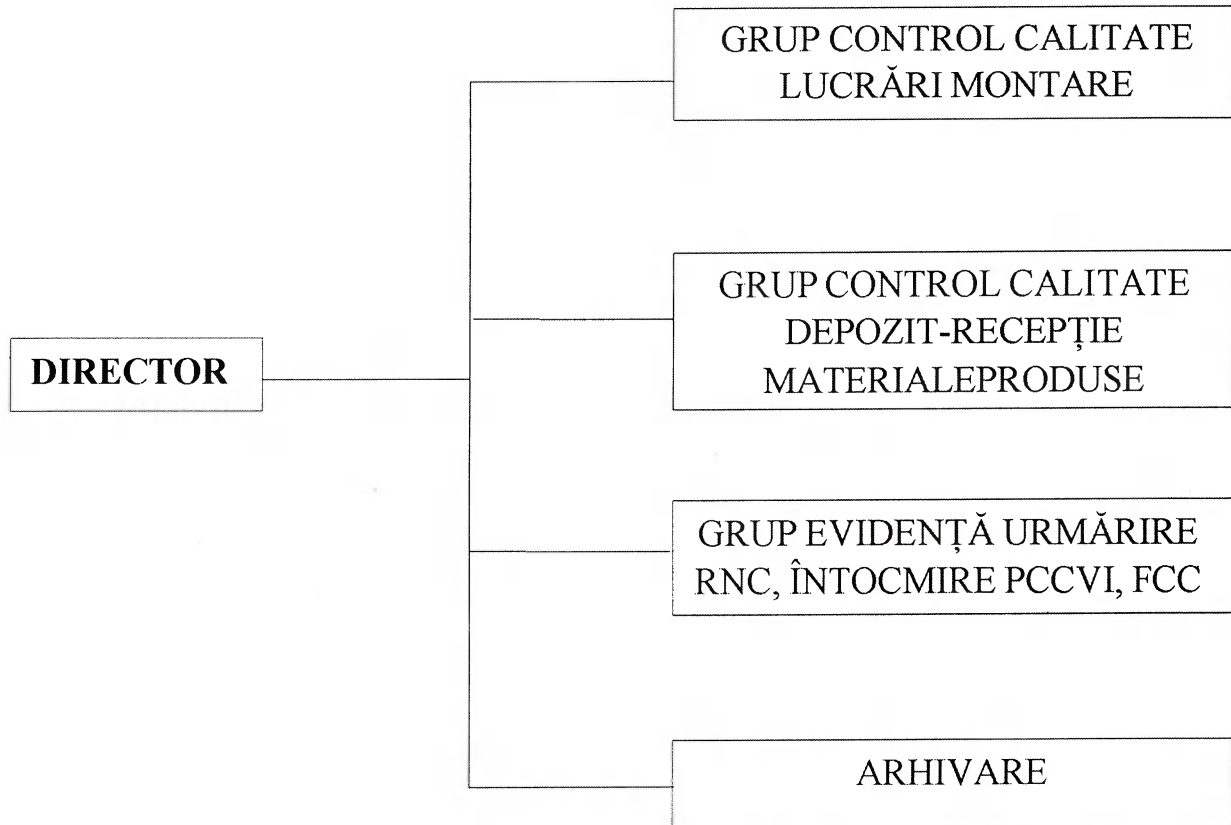 GRUP CONTROL CALITATE
LUCRĂRI MONTARE
GRUP CONTROL CALITATE
DEPOZIT-RECEPȚIE
MATERIALEPRODUSE
DIRECTOR
GRUP EVIDENȚĂ URMĂRIRE
RNC, ÎNTOCMIRE PCCVI, FCC
ARHIVARE